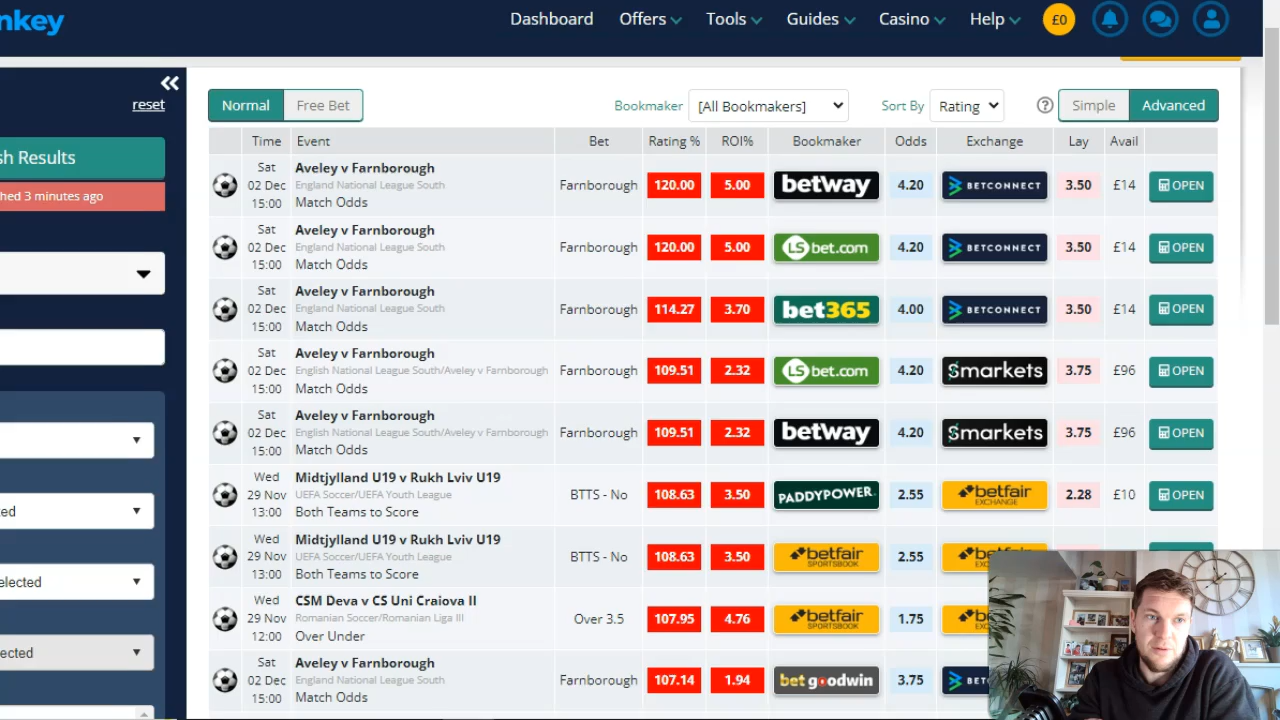 nkey
Dashboard Offers Tools Guides Casino Help £0
reset
Normal Free Bet Bookmaker [All Bookmakers] Sort By Rating ? Simple Advanced
sh Results
hed 3 minutes ago
ted
elected
ected
Time Event Bet Rating % ROI% Bookmaker Odds Exchange Lay Avail
Sat Aveley v Farnborough
02 Dec England National League South Farnborough 120.00 5.00 betway 4.20 BETCONNECT 3.50 £14 OPEN
15:00 Match Odds
Sat Aveley v Farnborough
02 Dec England National League South Farnborough 120.00 5.00 LS bet.com 4.20 BETCONNECT 3.50 £14 OPEN
15:00 Match Odds
Sat Aveley v Farnborough
02 Dec England National League South Farnborough 114.27 3.70 bet365 4.00 BETCONNECT 3.50 £14 OPEN
15:00 Match Odds
Sat Aveley v Farnborough
02 Dec English National League South/Aveley v Farnborough Farnborough 109.51 2.32 LS bet.com 4.20 smarkets 3.75 £96 OPEN
15:00 Match Odds
Sat Aveley v Farnborough
02 Dec English National League South/Aveley v Farnborough Farnborough 109.51 2.32 betway 4.20 smarkets 3.75 £96 OPEN
15:00 Match Odds
Wed Midtjylland U19 v Rukh Lviv U19
29 Nov UEFA Soccer/UEFA Youth League BTTS - No 108.63 3.50 PADDYPOWER. 2.55 betfair EXCHANGE 2.28 £10 OPEN
13:00 Both Teams to Score
Wed Midtjylland U19 v Rukh Lviv U19
29 Nov UEFA Soccer/UEFA Youth League BTTS - No 108.63 3.50 betfair SPORTSBOOK 2.55 betf
13:00 Both Teams to Score
Wed CSM Deva v CS Uni Craiova II
29 Nov Romanian Soccer/Romanian Liga III Over 3.5 107.95 4.76 betfair SPORTSBOOK 1.75 bet
12:00 Over Under
Sat Aveley v Farnborough
02 Dec England National League South Farnborough 107.14 1.94 bet goodwin 3.75 BET
15:00 Match Odds